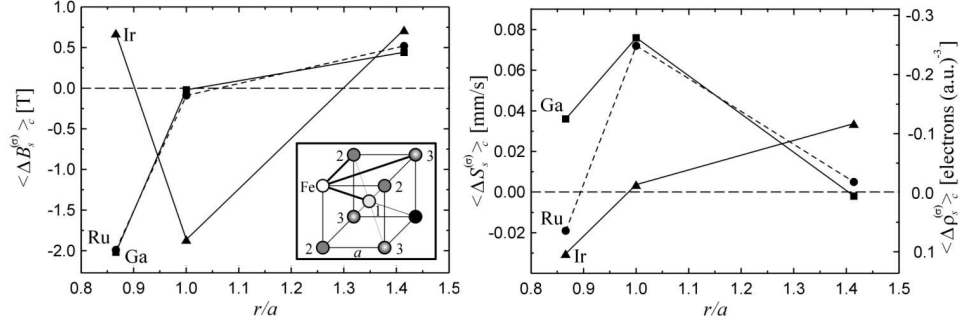 <ΔB_s^(σ)>_c [T]
1.0
0.5
0.0
-0.5
-1.0
-1.5
-2.0
Ir
Ru
Ga
Fe
2
3
2
1
3
2
3
a
0.8 0.9 1.0 1.1 1.2 1.3 1.4 1.5
r/a
<ΔS_s^(σ)>_c [mm/s]
0.08
0.06
0.04
0.02
0.00
-0.02
Ga
Ru
Ir
0.8 0.9 1.0 1.1 1.2 1.3 1.4 1.5
r/a
-0.3
-0.2
-0.1
0.0
0.1
<Δρ_s^(σ)>_c [electrons (a.u.)^-3]